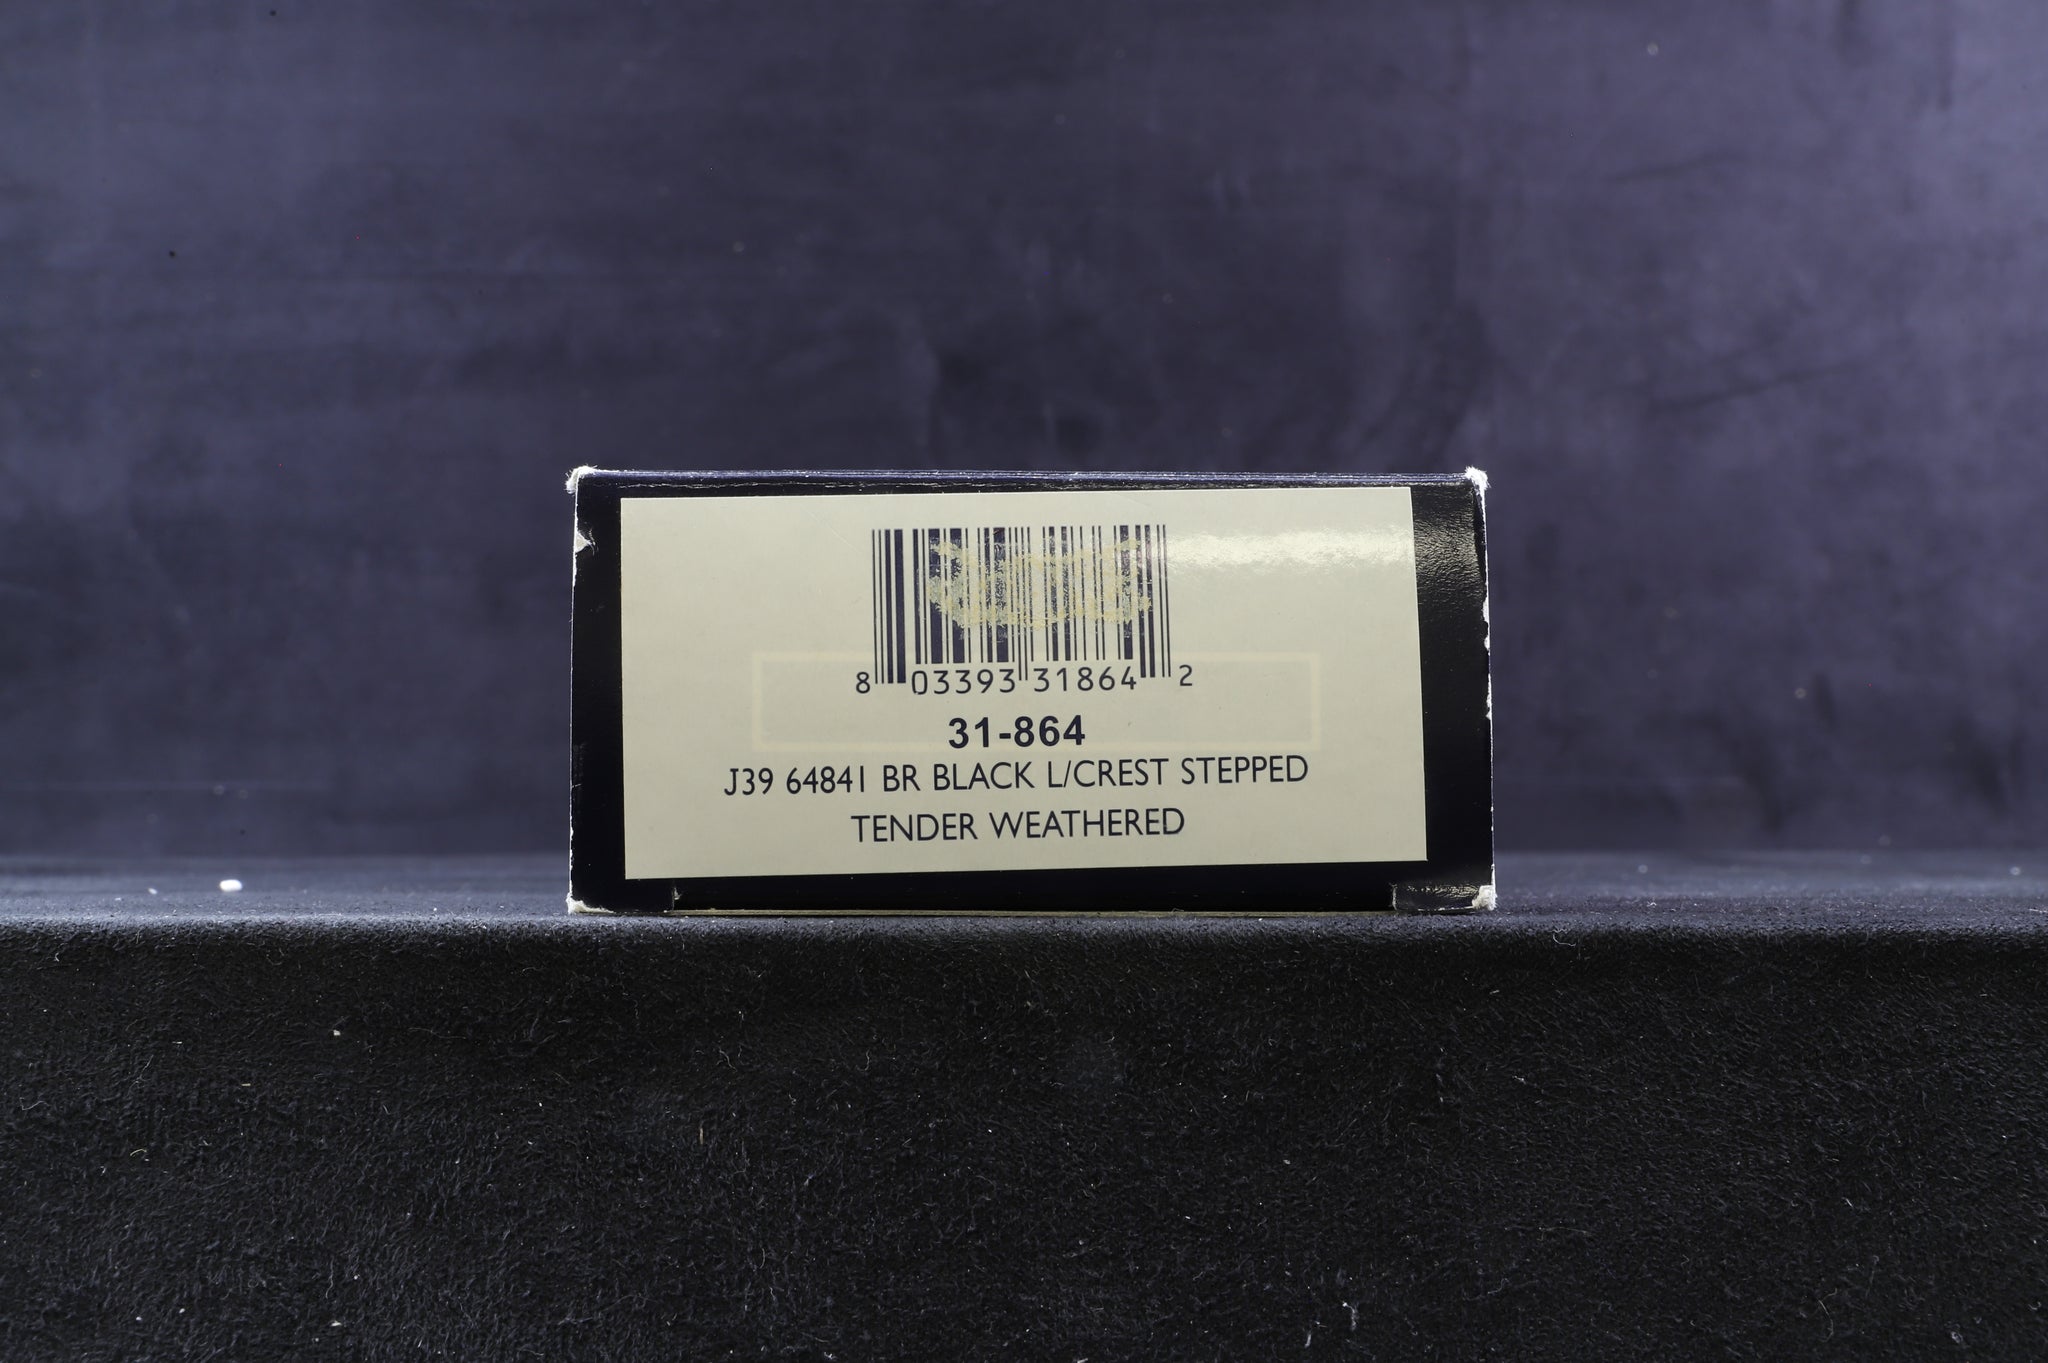 8 03393 31864 2
31-864
J39 64841 BR BLACK L/CREST STEPPED
TENDER WEATHERED